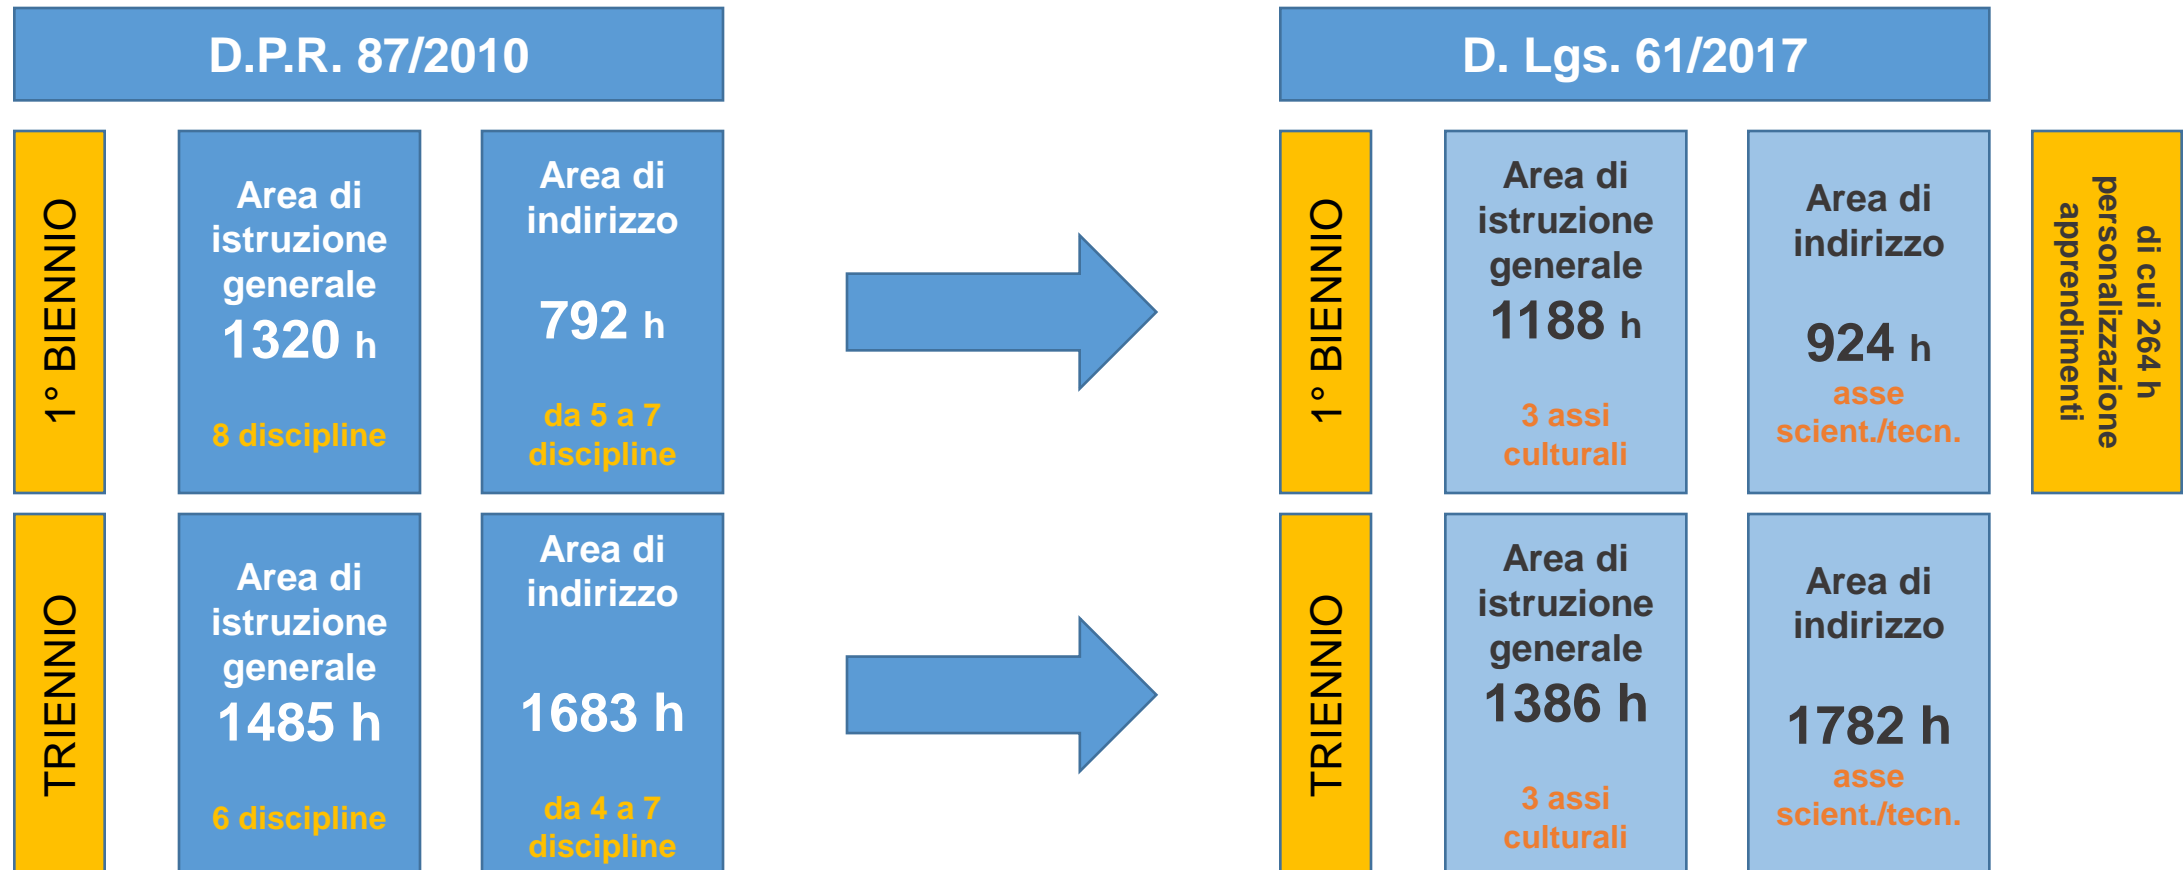 D.P.R. 87/2010
1° BIENNIO
Area di
istruzione
generale
1320 h
8 discipline
Area di
indirizzo
792 h
da 5 a 7
discipline
TRIENNIO
Area di
istruzione
generale
1485 h
6 discipline
Area di
indirizzo
1683 h
da 4 a 7
discipline
D. Lgs. 61/2017
1° BIENNIO
Area di
istruzione
generale
1188 h
3 assi
culturali
Area di
indirizzo
924 h
asse
scient./tecn.
di cui 264 h
personalizzazione
apprendimenti
TRIENNIO
Area di
istruzione
generale
1386 h
3 assi
culturali
Area di
indirizzo
1782 h
asse
scient./tecn.